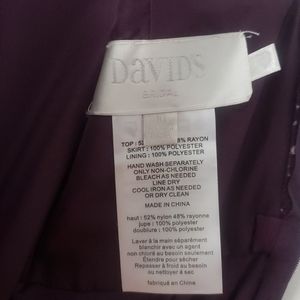 DAVID'S
BRIDAL
TOP : 8% RAYON
SKIRT : 100% POLYESTER
LINING : 100% POLYESTER
HAND WASH SEPARATELY
ONLY NON-CHLORINE
BLEACH AS NEEDED
LINE DRY
COOL IRON AS NEEDED
OR DRY CLEAN
MADE IN CHINA
haut : 52% nylon 48% rayonne
jupe : 100% polyester
doublure : 100% polyester
Laver à la main séparement
blanchir avec un agent
non chloré au besoin seulement
Étendre pour sécher
Repasser à froid au besoin
ou nettoyer à sec
fabriqué en Chine